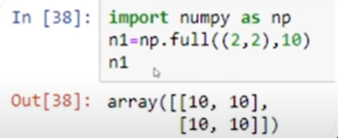 In [38]: import numpy as np
n1=np.full((2,2),10)
n1
Out[38]: array([[10, 10],
[10, 10]])